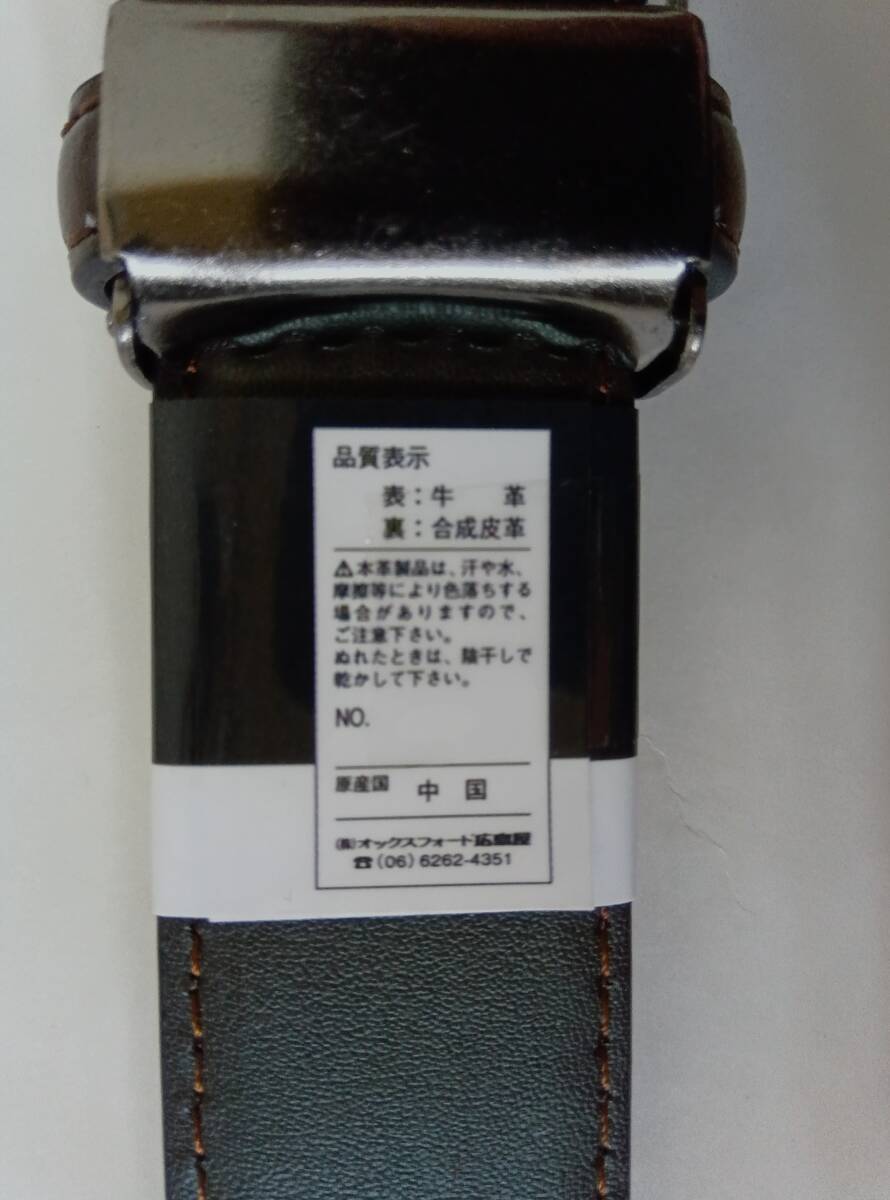 品質表示
表：牛　革
裏：合成皮革
⚠本革製品は、汗や水、
摩擦等により色落ちする
場合がありますので、
ご注意下さい。
ぬれたときは、陰干しで
乾かして下さい。
NO.
原産国　中　国
㈱オックスフォード広島屋
☎(06)6262-4351